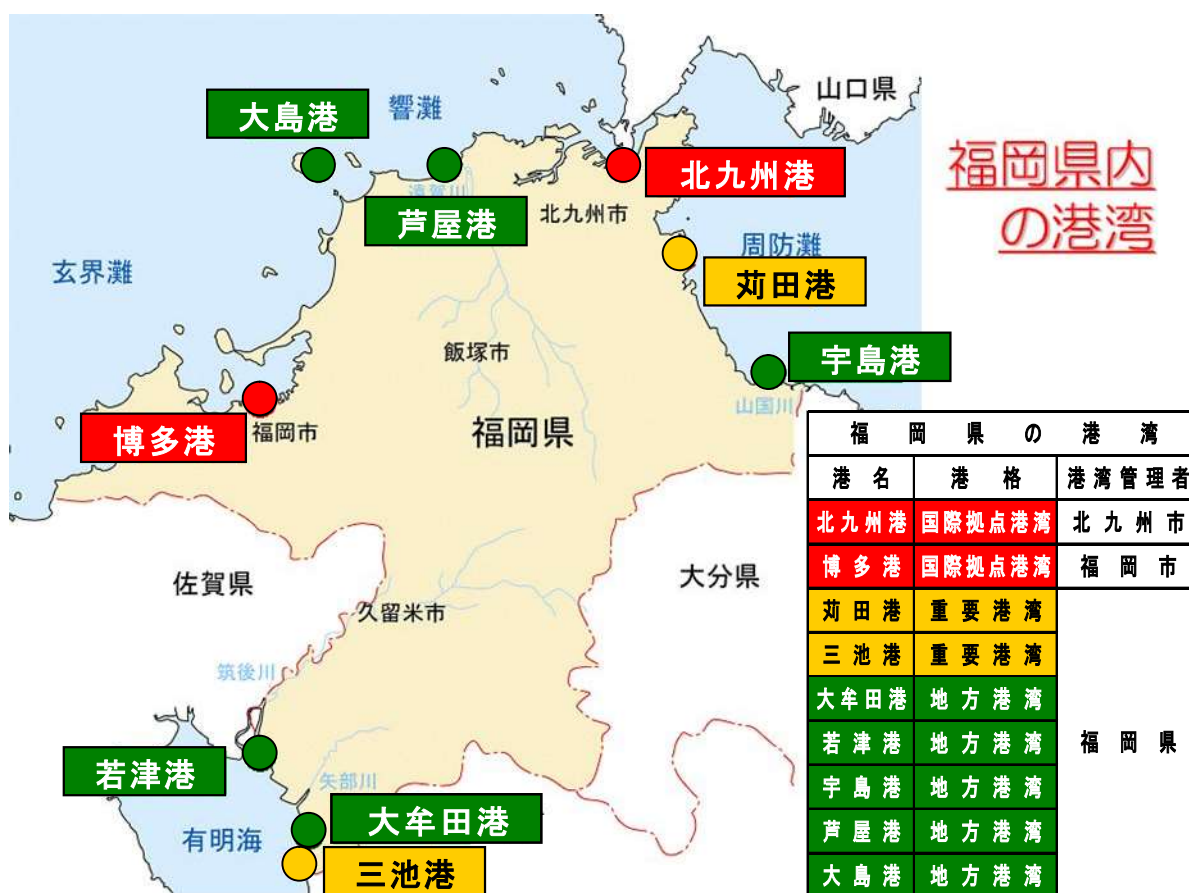 福岡県内
の港湾
山口県
響灘
大島港
北九州港
遠賀川
芦屋港
北九州市
周防灘
玄界灘
苅田港
飯塚市
宇島港
山国川
博多港
福岡市
福岡県
佐賀県
大分県
久留米市
筑後川
若津港
矢部川
有明海
大牟田港
三池港
福岡県の港湾
港名 港格 港湾管理者
北九州港 国際拠点港湾 北九州市
博多港 国際拠点港湾 福岡市
苅田港 重要港湾
三池港 重要港湾
大牟田港 地方港湾
若津港 地方港湾 福岡県
宇島港 地方港湾
芦屋港 地方港湾
大島港 地方港湾